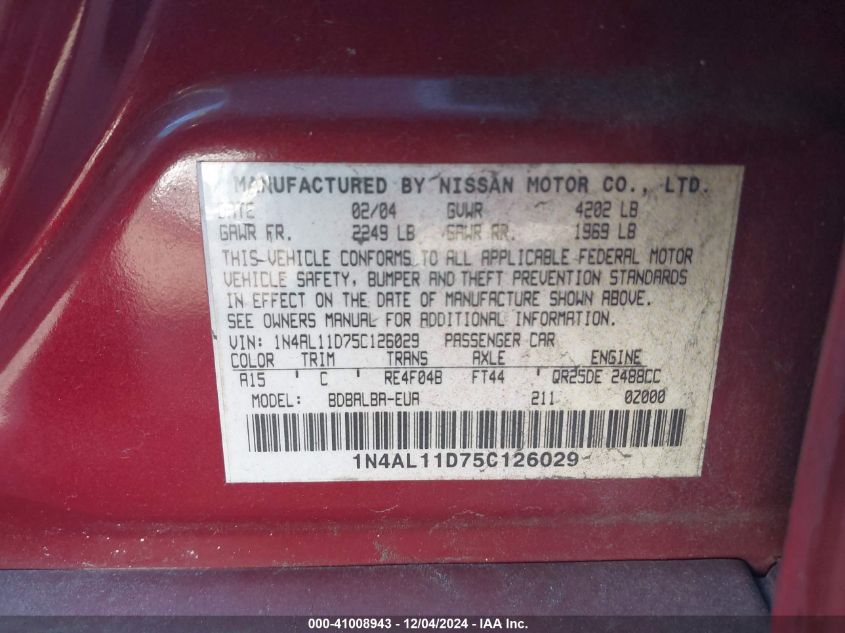 MANUFACTURED BY NISSAN MOTOR CO., LTD.
DATE 02/04 GVWR 4202 LB
GAWR FR. 2249 LB GAWR RR. 1969 LB
THIS VEHICLE CONFORMS TO ALL APPLICABLE FEDERAL MOTOR
VEHICLE SAFETY, BUMPER AND THEFT PREVENTION STANDARDS
IN EFFECT ON THE DATE OF MANUFACTURE SHOWN ABOVE.
SEE OWNERS MANUAL FOR ADDITIONAL INFORMATION.
VIN: 1N4AL11D75C126029 PASSENGER CAR
COLOR TRIM TRANS AXLE ENGINE
A15 C RE4F04B FT44 QR25DE 2488CC
MODEL: BDBALBA-EUA 211 0Z000
1N4AL11D75C126029
000-41008943 - 12/04/2024 - IAA Inc.